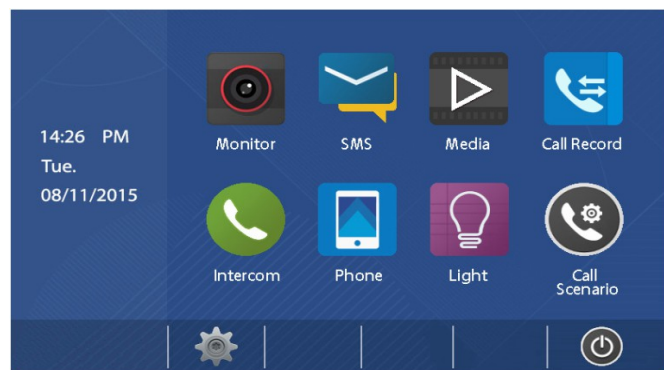 14:26 PM
Tue.
08/11/2015
Monitor
SMS
Media
Call Record
Intercom
Phone
Light
Call
Scenario